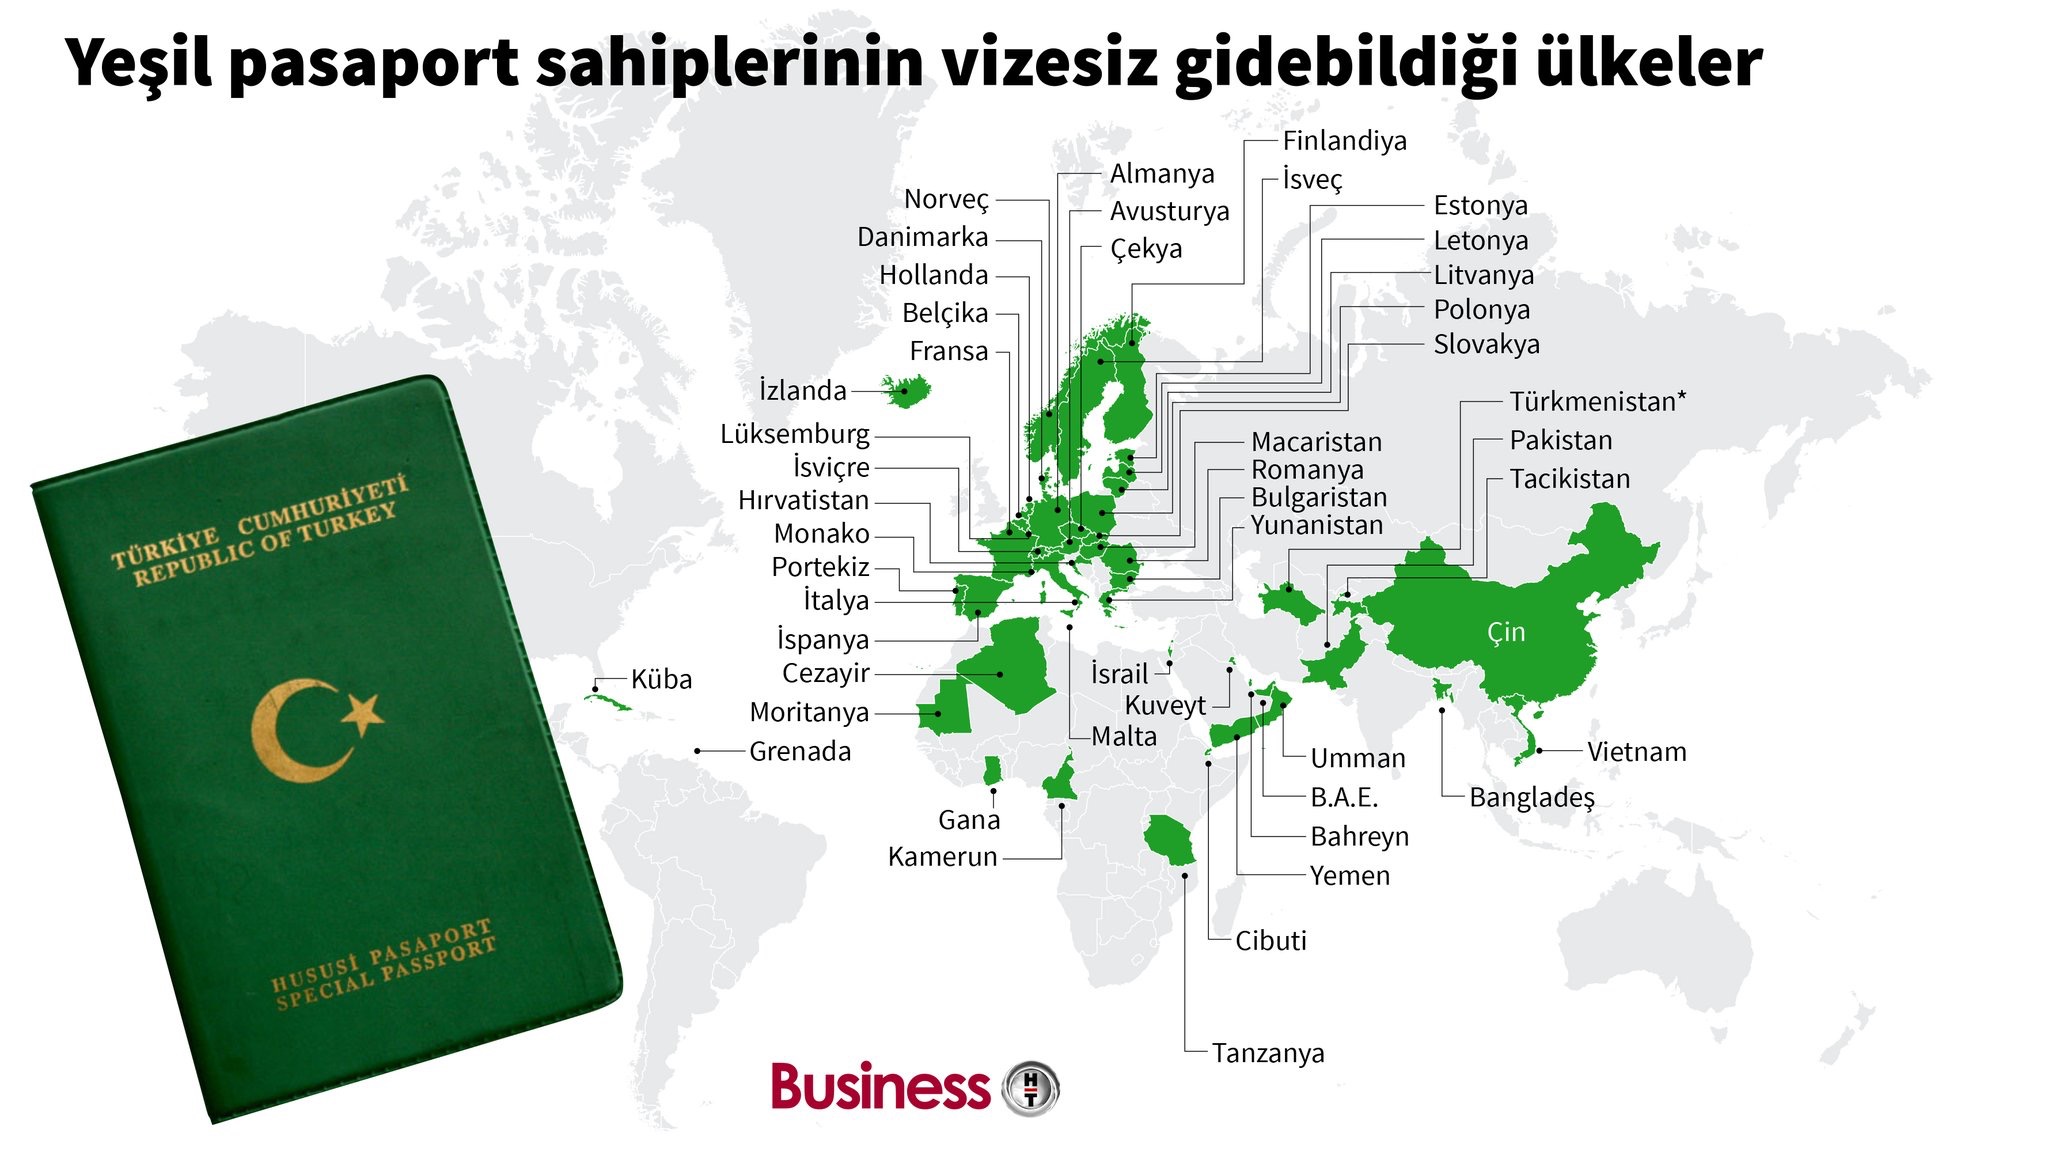 Yeşil pasaport sahiplerinin vizesiz gidebildiği ülkeler
TÜRKİYE CUMHURİYETİ
REPUBLIC OF TURKEY
HUSUSİ PASAPORT
SPECIAL PASSPORT
Norveç
Danimarka
Hollanda
Belçika
Fransa
İzlanda
Lüksemburg
İsviçre
Hırvatistan
Monako
Portekiz
İtalya
İspanya
Cezayir
Moritanya
Küba
Grenada
Gana
Kamerun
Almanya
Avusturya
Çekya
Finlandiya
İsveç
Estonya
Letonya
Litvanya
Polonya
Slovakya
Macaristan
Romanya
Bulgaristan
Yunanistan
Türkmenistan*
Pakistan
Tacikistan
Çin
İsrail
Kuveyt
Malta
Umman
B.A.E.
Bahreyn
Yemen
Cibuti
Tanzanya
Vietnam
Bangladeş
Business
HT